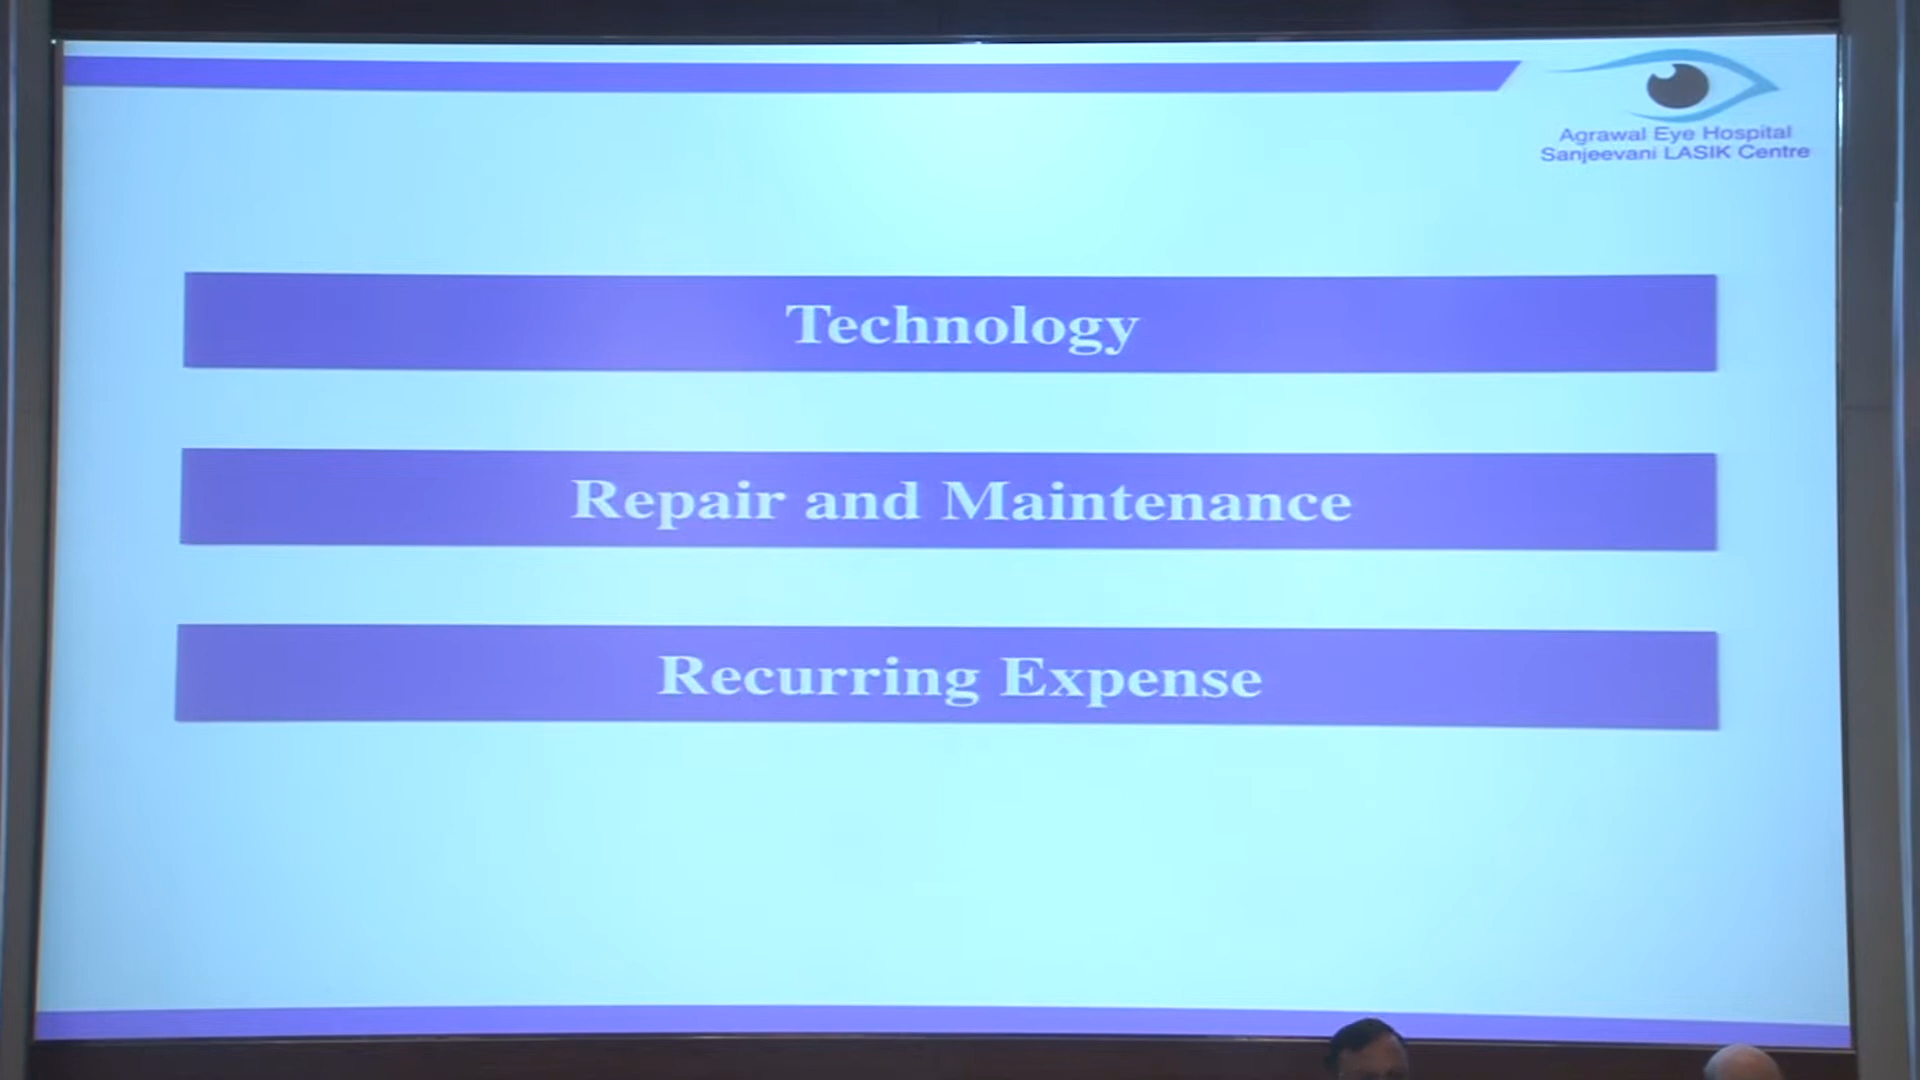 Agrawal Eye Hospital
Sanjeevani LASIK Centre
Technology
Repair and Maintenance
Recurring Expense